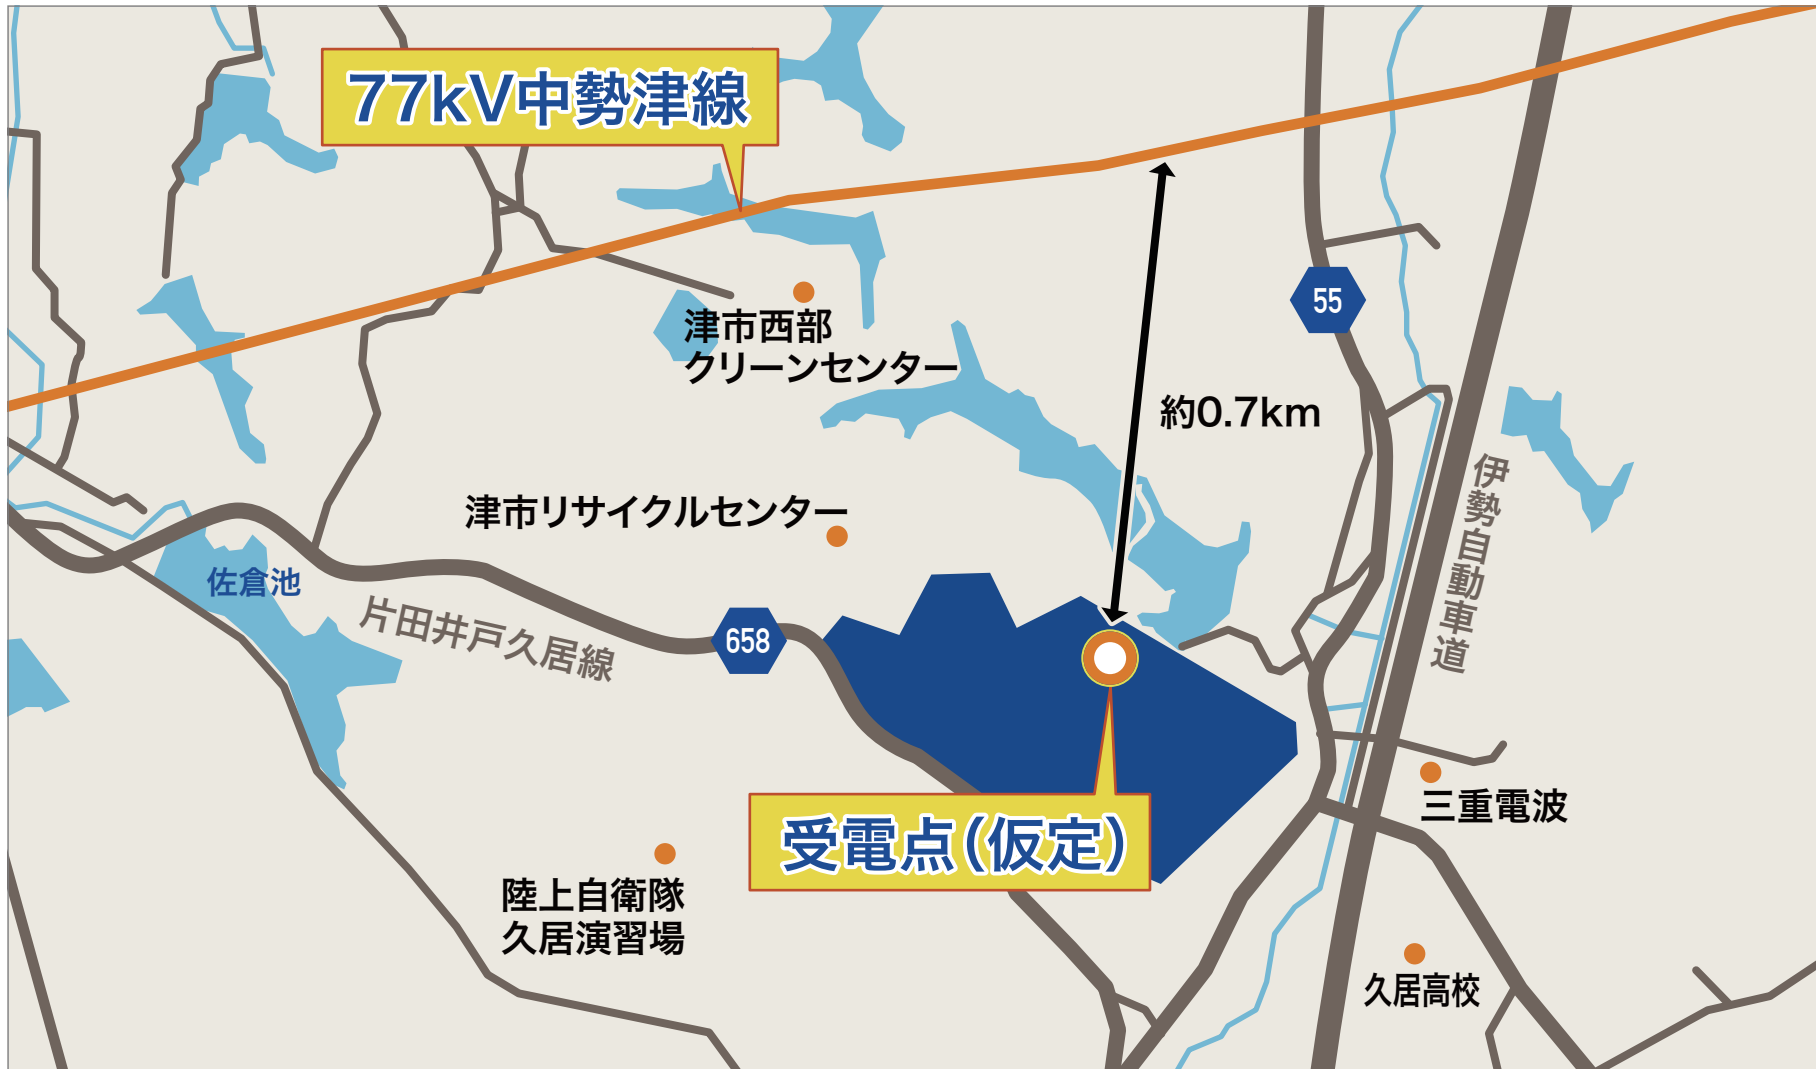 77kV中勢津線
55
津市西部
クリーンセンター
約0.7km
伊勢自動車道
津市リサイクルセンター
佐倉池
片田井戸久居線
658
三重電波
受電点(仮定)
陸上自衛隊
久居演習場
久居高校